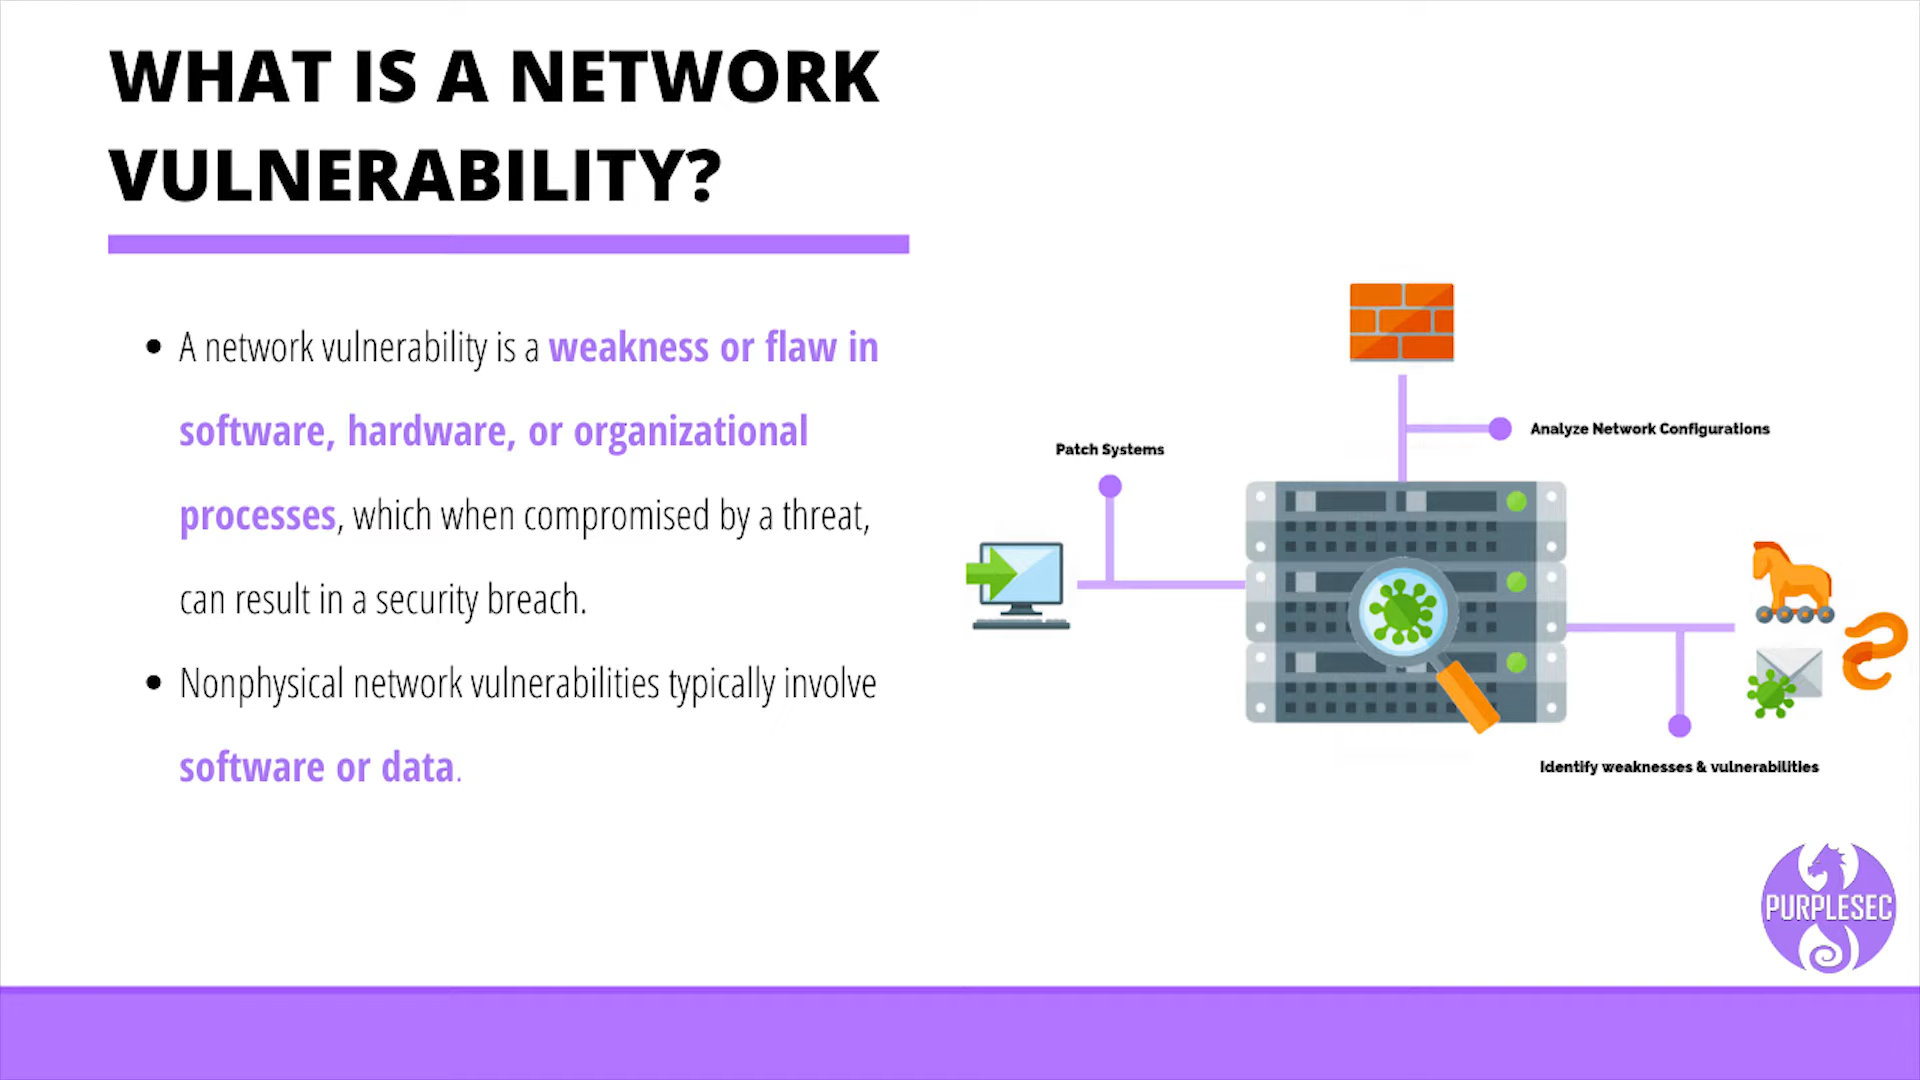 WHAT IS A NETWORK
VULNERABILITY?
• A network vulnerability is a weakness or flaw in
software, hardware, or organizational
processes, which when compromised by a threat,
can result in a security breach.
• Nonphysical network vulnerabilities typically involve
software or data.
Analyze Network Configurations
Patch Systems
Identify weaknesses & vulnerabilities
PURPLESEC